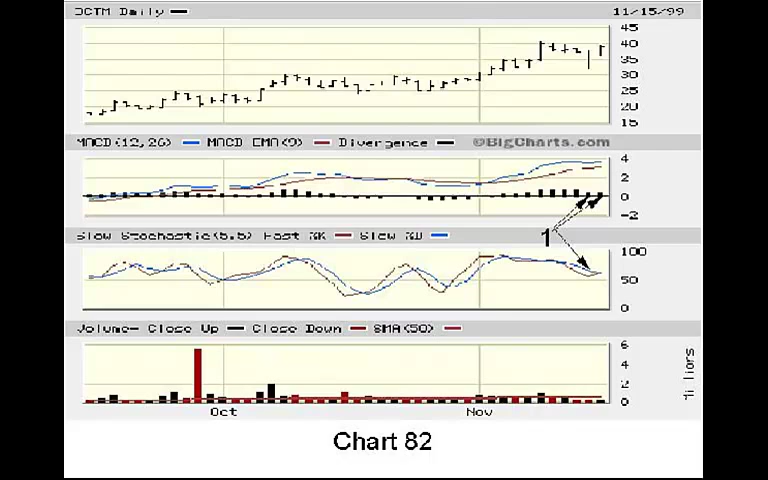 DCTM Daily 11/15/99
45
40
35
30
25
20
15
MACD(12,26) MACD EMA(9) Divergence ©BigCharts.com
4
2
0
-2
1
Slow Stochastic(5,5) Fast %K Slow %D
100
50
0
Volume- Close Up Close Down SMA(50)
6
4
2
0
Millions
Oct Nov
Chart 82